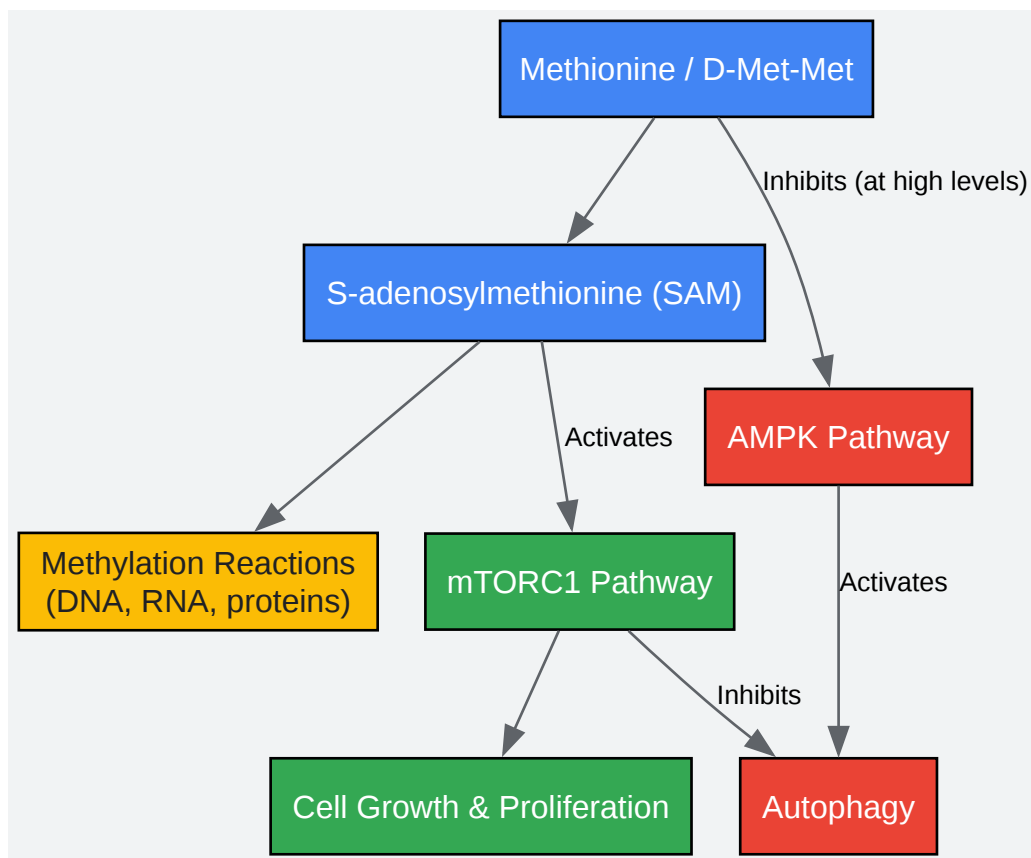 Methionine / D-Met-Met
Inhibits (at high levels)
S-adenosylmethionine (SAM)
AMPK Pathway
Activates
Methylation Reactions
(DNA, RNA, proteins)
mTORC1 Pathway
Activates
Inhibits
Cell Growth & Proliferation
Autophagy